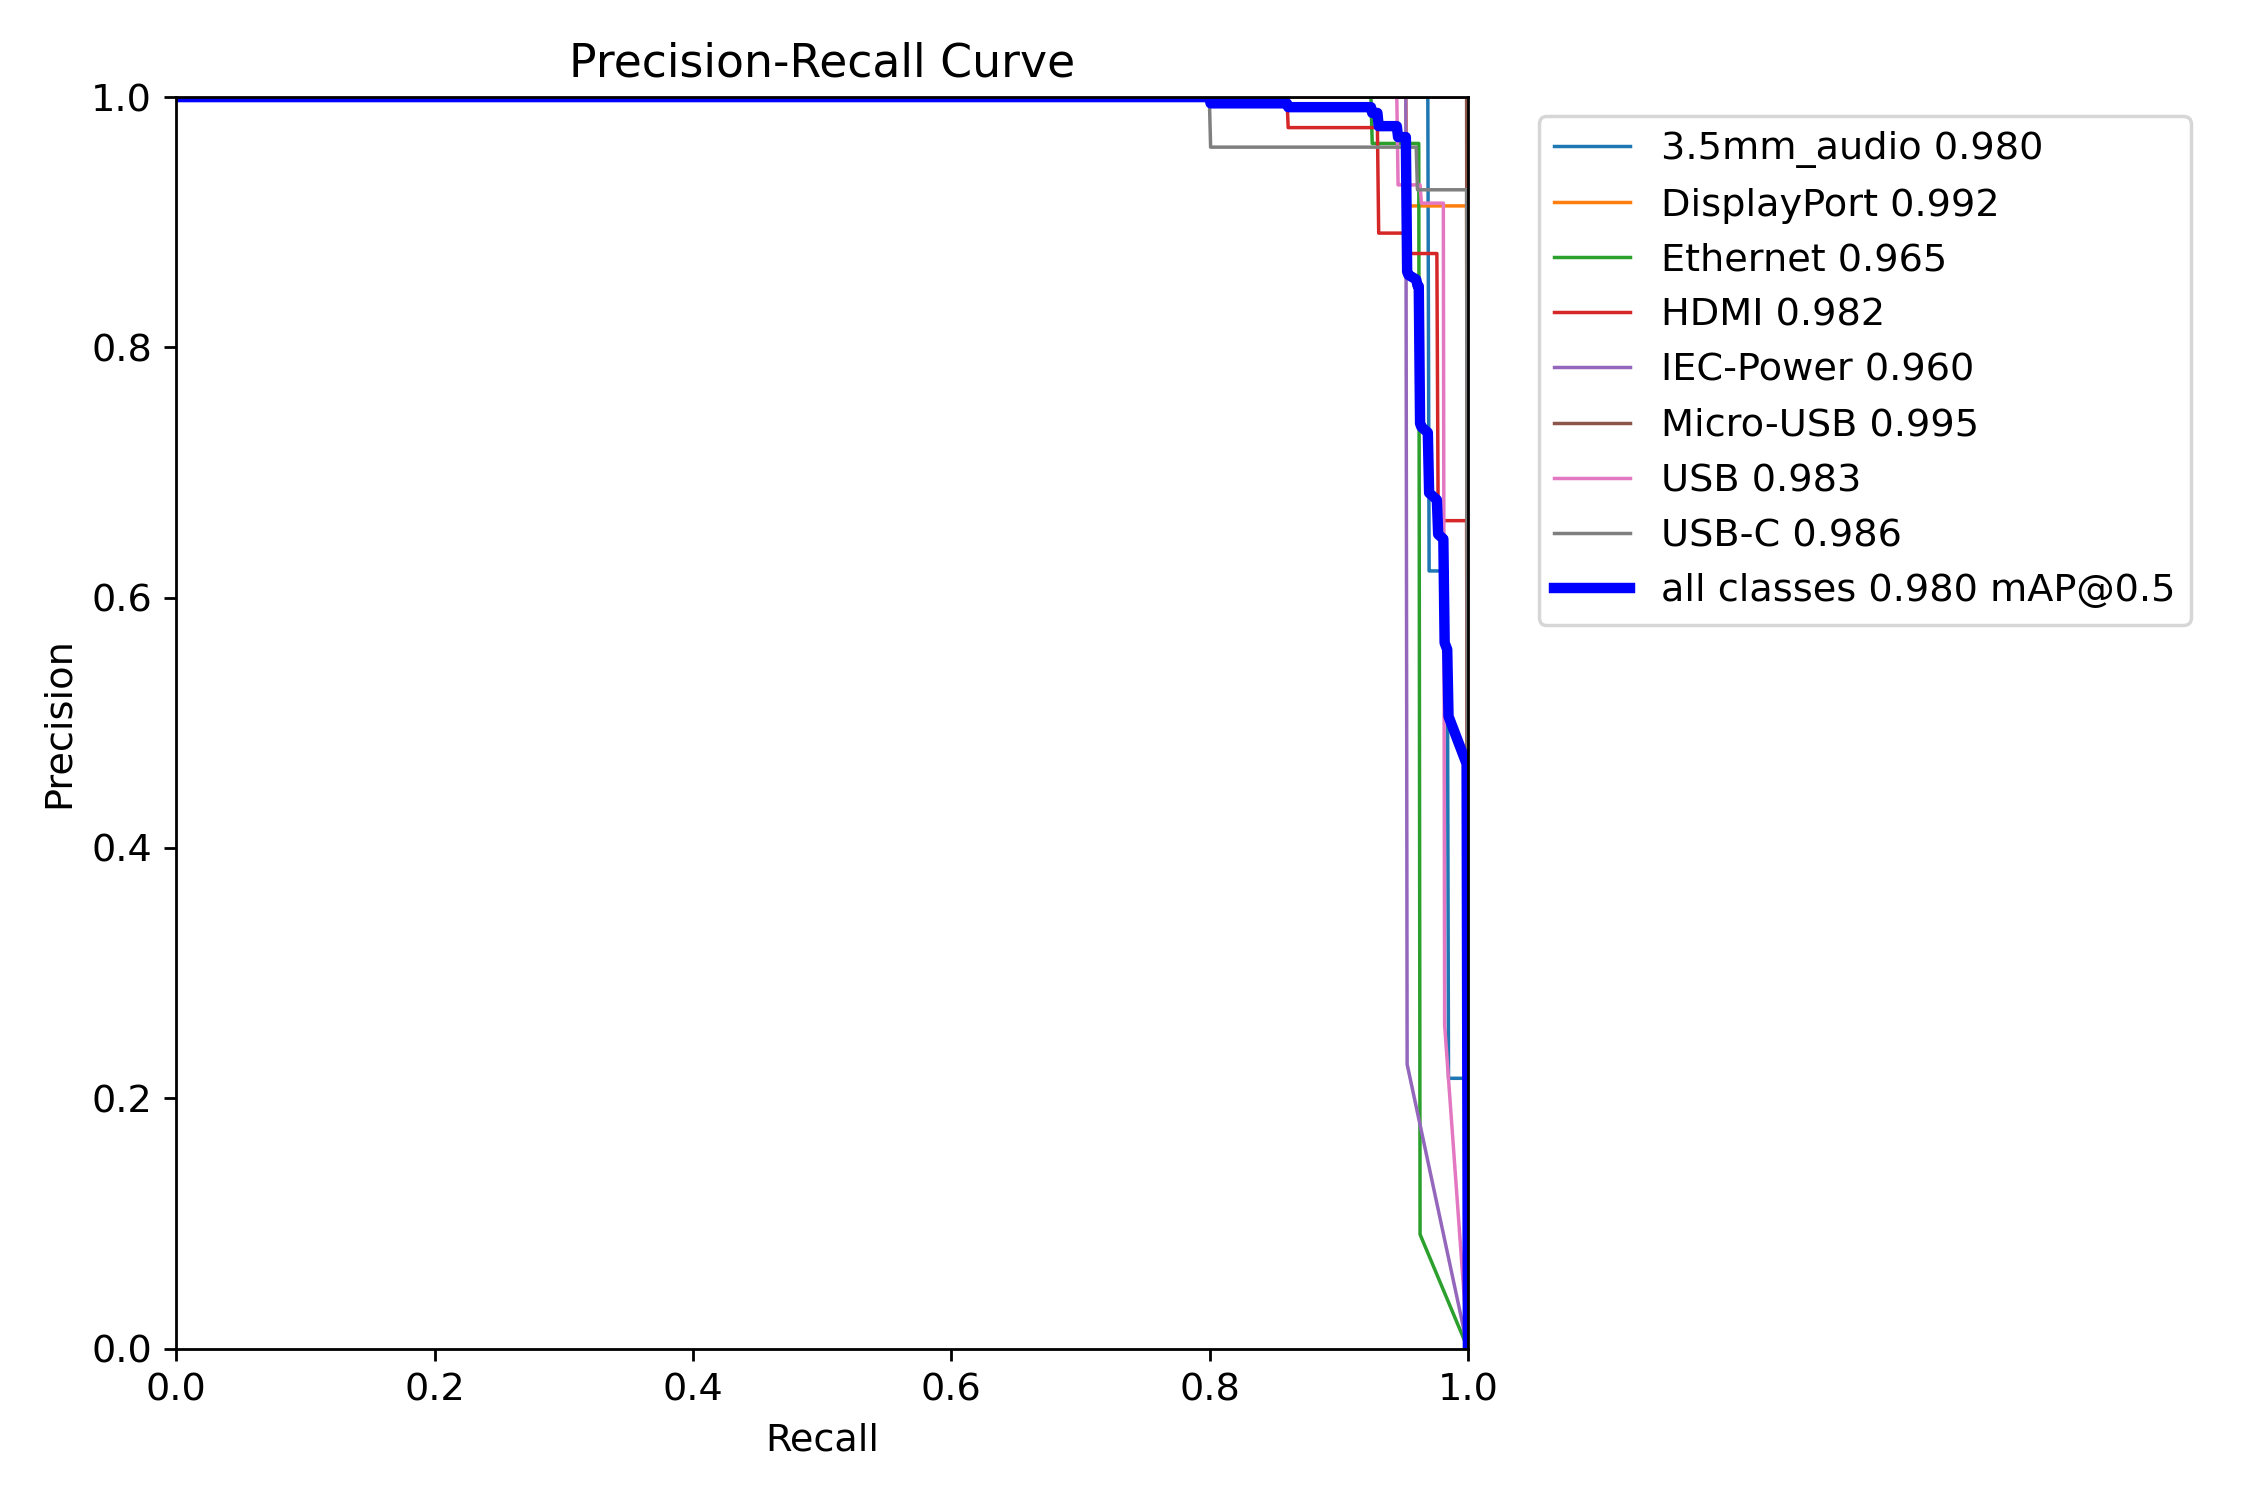 Precision-Recall Curve
1.0
0.8
0.6
0.4
0.2
0.0
Precision
0.0 0.2 0.4 0.6 0.8 1.0
Recall
3.5mm_audio 0.980
DisplayPort 0.992
Ethernet 0.965
HDMI 0.982
IEC-Power 0.960
Micro-USB 0.995
USB 0.983
USB-C 0.986
all classes 0.980 mAP@0.5